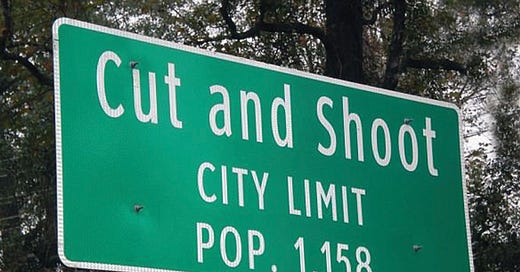 Cut and Shoot
CITY LIMIT
POP. 1,158